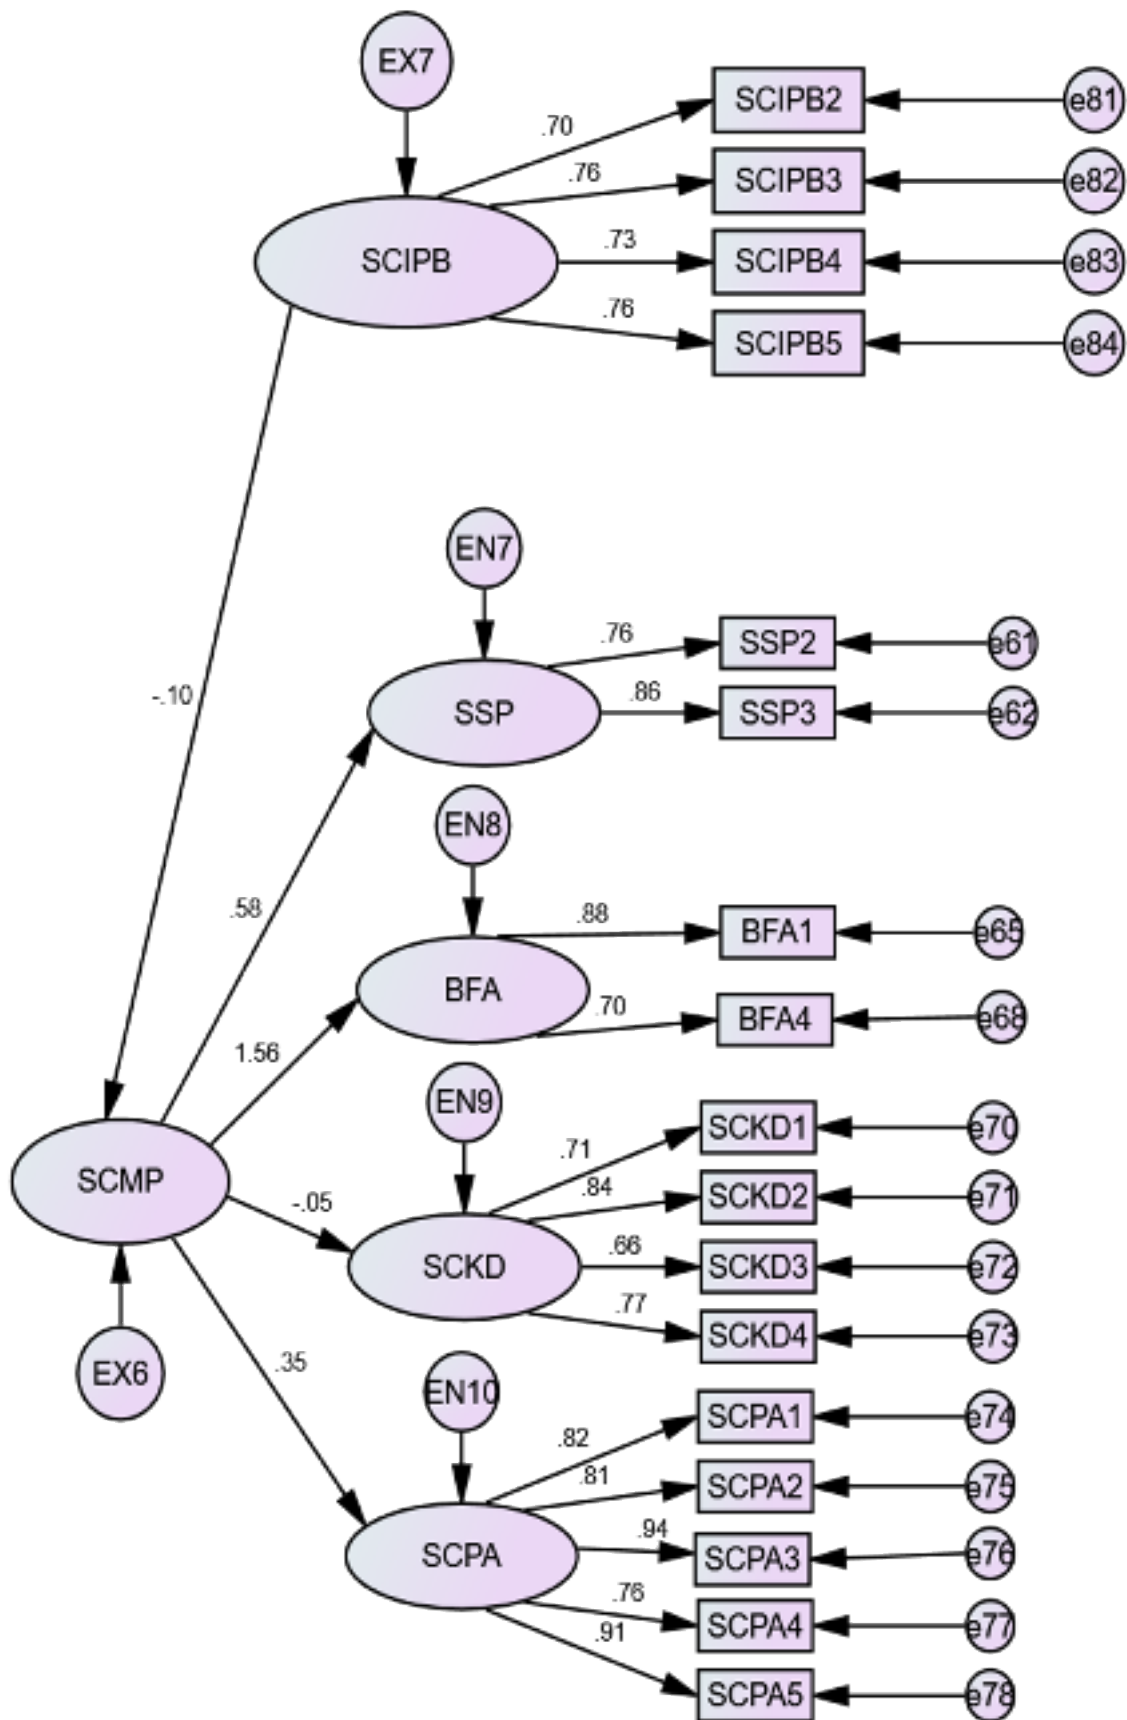 EX7
SCIPB2
e81
.70
.76
SCIPB3
e82
SCIPB
.73
SCIPB4
e83
.76
SCIPB5
e84
-.10
EN7
.76
SSP2
e61
SSP
.86
SSP3
e62
EN8
.58
.88
BFA1
e65
BFA
.70
BFA4
e68
1.56
EN9
.71
SCKD1
e70
SCMP
.84
SCKD2
e71
-.05
SCKD
.66
SCKD3
e72
.77
SCKD4
e73
EX6
.35
EN10
.82
SCPA1
e74
.81
SCPA2
e75
SCPA
.94
SCPA3
e76
.76
SCPA4
e77
.91
SCPA5
e78